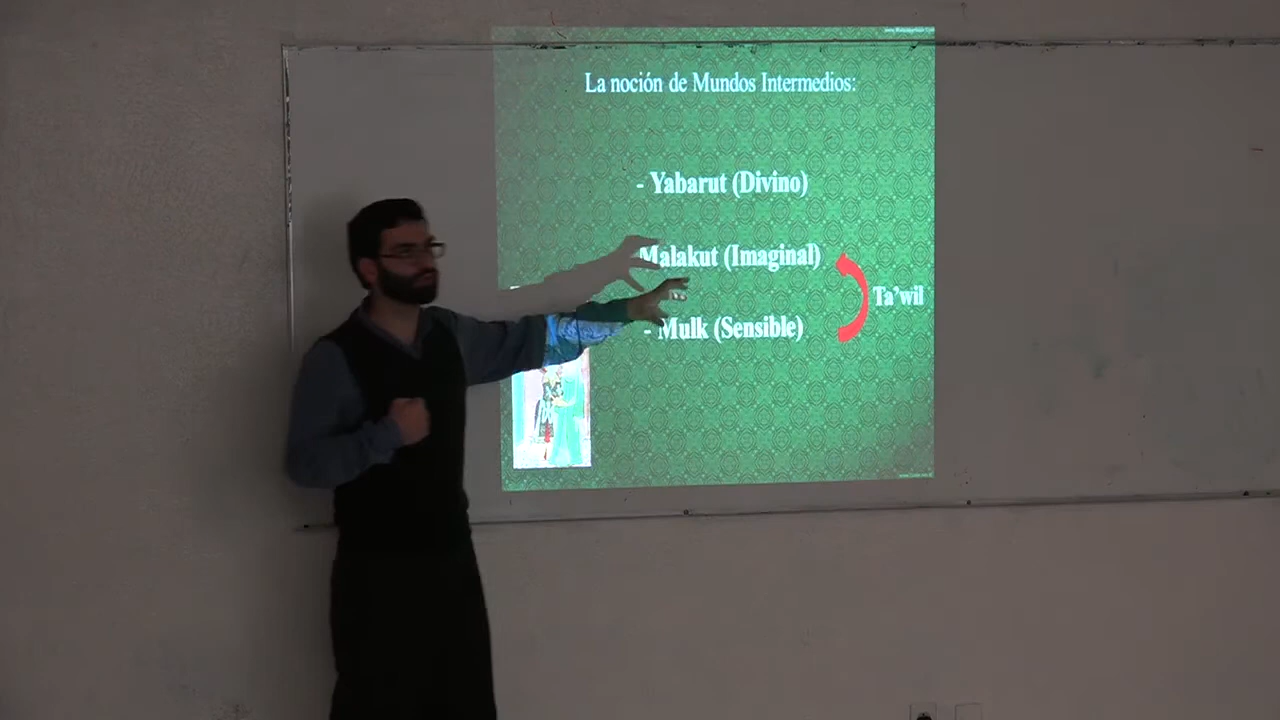 La noción de Mundos Intermedios:
- Yabarut (Divino)
Malakut (Imaginal)
Ta'wil
- Mulk (Sensible)